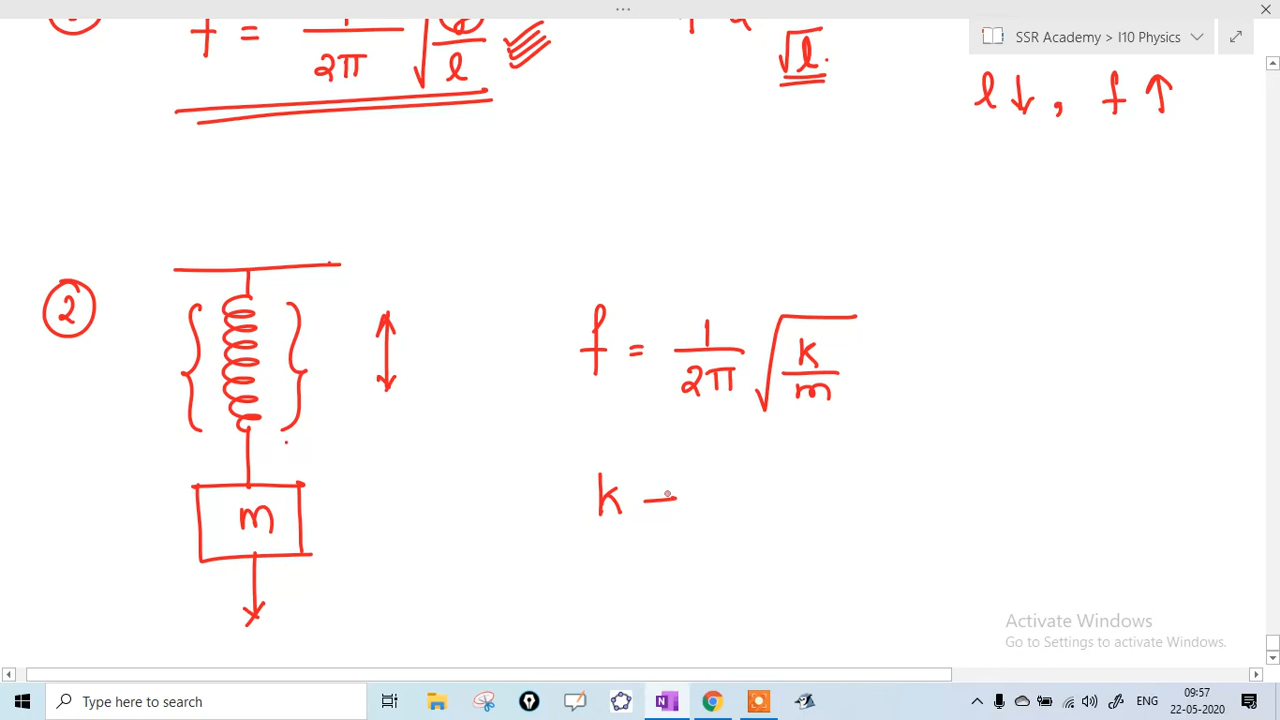 SSR Academy > I10 Physics
f = 1/2π √g/l
√l.
l ↓, f ↑
2
f = 1/2π √k/m
k –
m
Activate Windows
Go to Settings to activate Windows.
Type here to search
ENG
09:57
22-05-2020